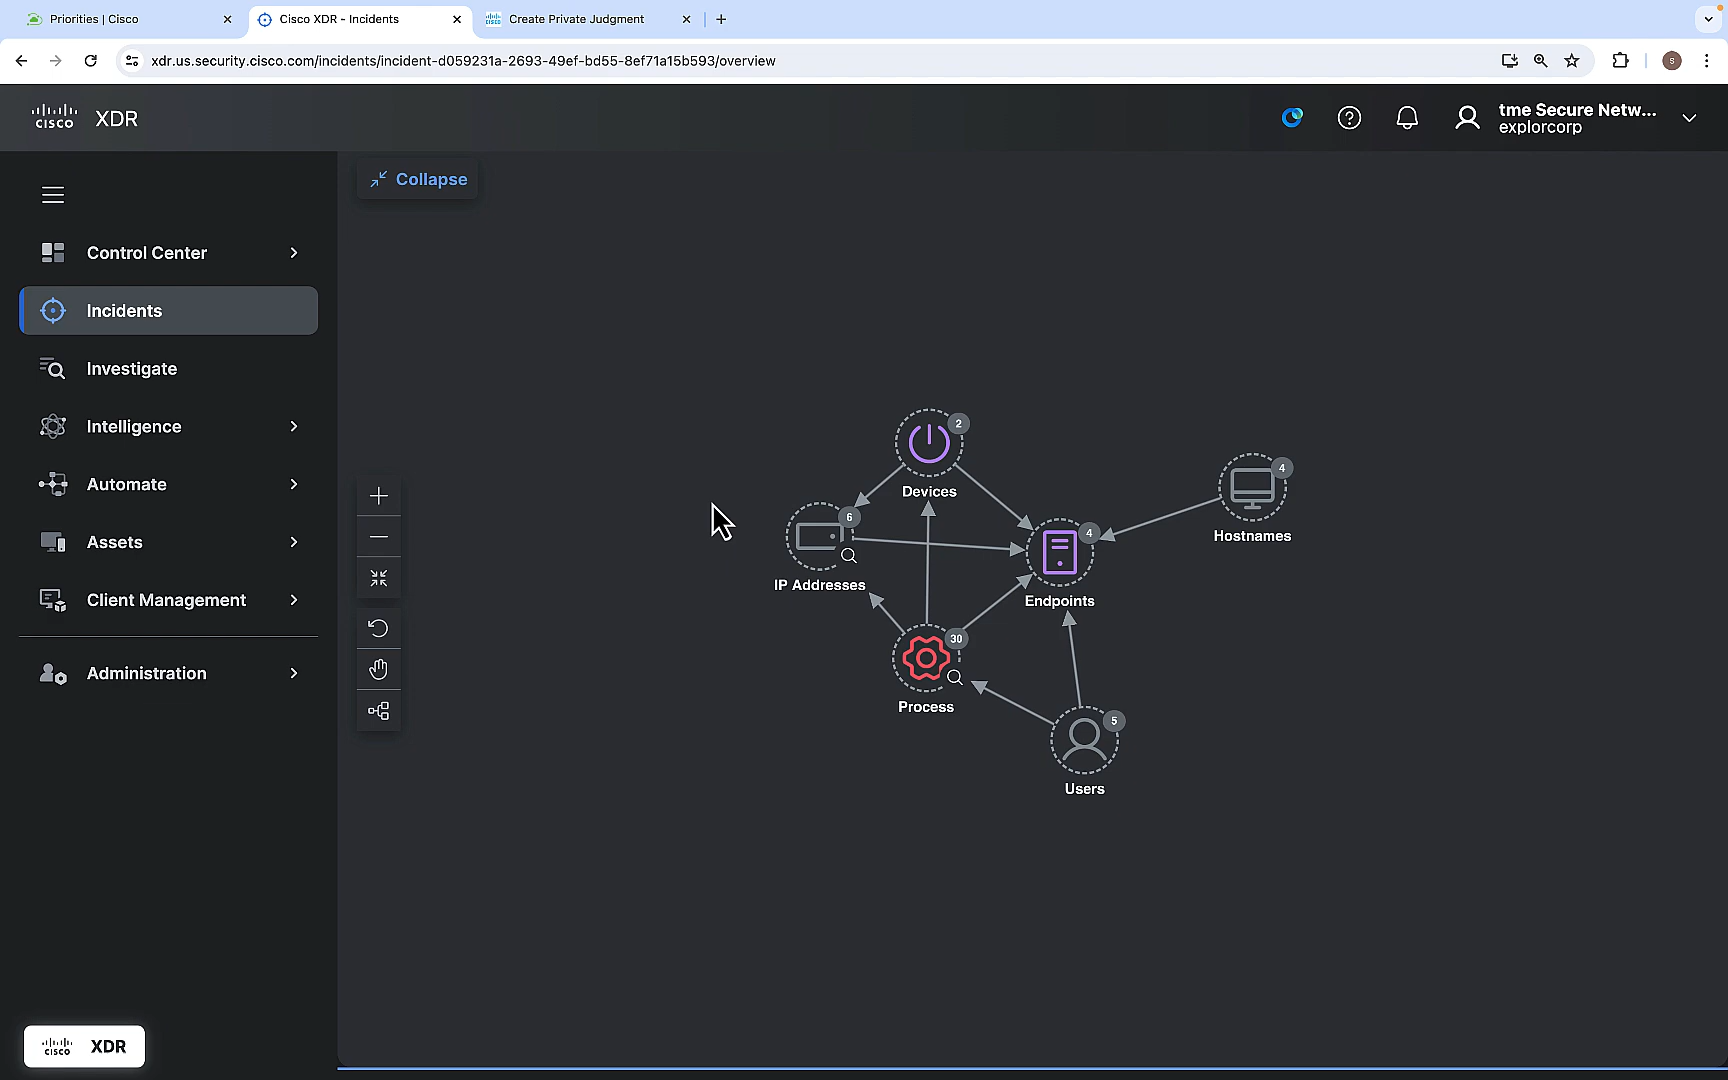 Priorities | Cisco
Cisco XDR - Incidents
Create Private Judgment
xdr.us.security.cisco.com/incidents/incident-d059231a-2693-49ef-bd55-8ef71a15b593/overview
S
CISCO
XDR
tme Secure Netw...
explorcorp
Collapse
Control Center
Incidents
Investigate
Intelligence
Automate
Assets
Client Management
Administration
2
Devices
4
Hostnames
6
IP Addresses
4
Endpoints
30
Process
5
Users
CISCO
XDR